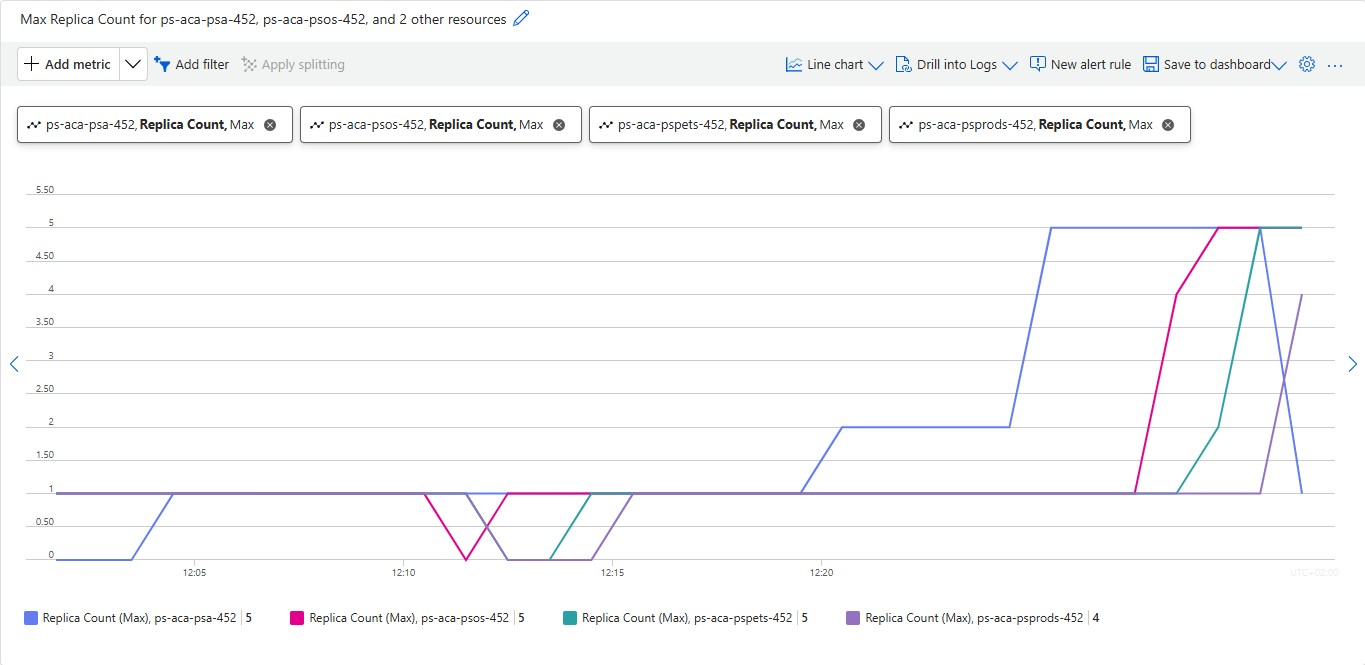 Max Replica Count for ps-aca-psa-452, ps-aca-psos-452, and 2 other resources
Add metric Add filter Apply splitting Line chart Drill into Logs New alert rule Save to dashboard ...
ps-aca-psa-452, Replica Count, Max ps-aca-psos-452, Replica Count, Max ps-aca-pspets-452, Replica Count, Max ps-aca-psprods-452, Replica Count, Max
5.50
5
4.50
4
3.50
3
2.50
2
1.50
1
0.50
0
12:05 12:10 12:15 12:20 UTC+02:00
Replica Count (Max), ps-aca-psa-452 | 5 Replica Count (Max), ps-aca-psos-452 | 5 Replica Count (Max), ps-aca-pspets-452 | 5 Replica Count (Max), ps-aca-psprods-452 | 4